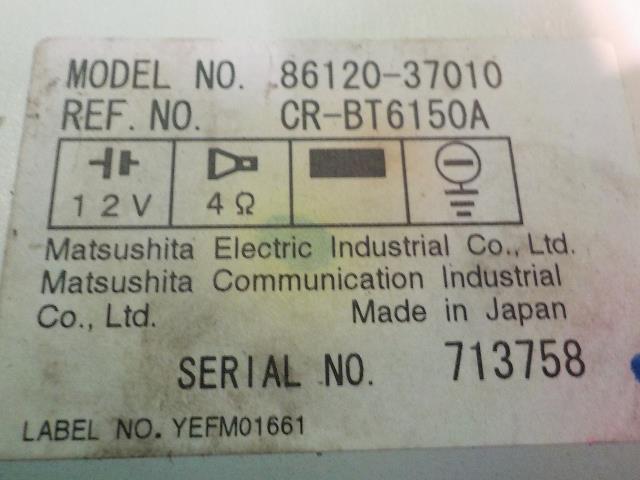 MODEL NO. 86120-37010
REF. NO. CR-BT6150A
12V 4Ω
Matsushita Electric Industrial Co., Ltd.
Matsushita Communication Industrial
Co., Ltd. Made in Japan
SERIAL NO. 713758
LABEL NO. YEFM01661